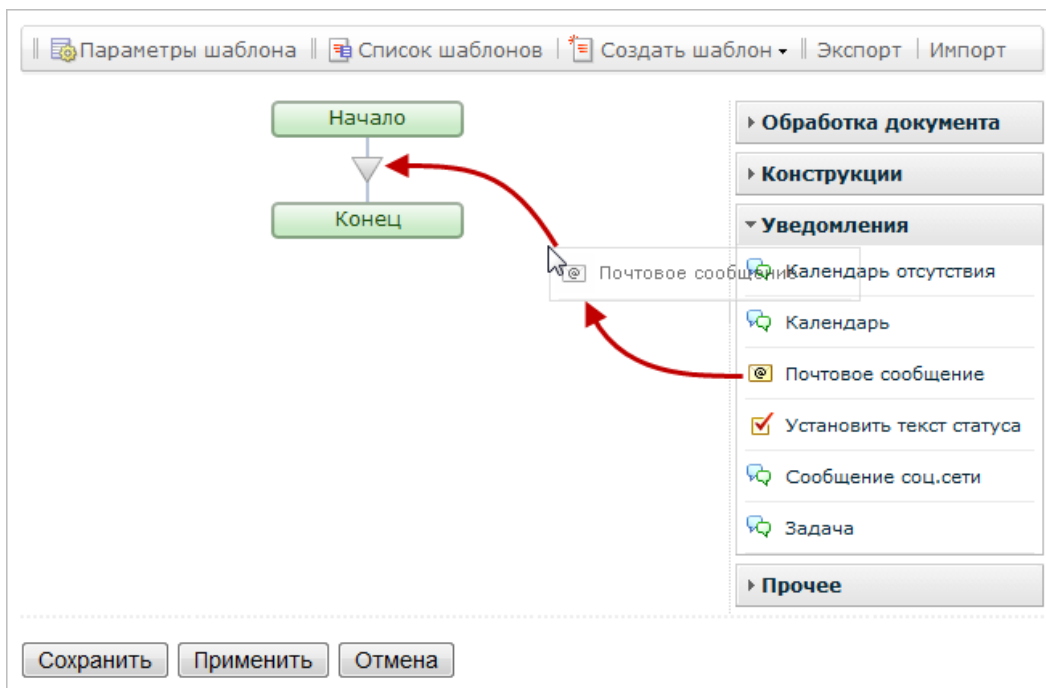 Параметры шаблона Список шаблонов Создать шаблон Экспорт Импорт
Начало
Конец
Почтовое сообщение
Обработка документа
Конструкции
Уведомления
Календарь отсутствия
Календарь
Почтовое сообщение
Установить текст статуса
Сообщение соц.сети
Задача
Прочее
Сохранить Применить Отмена